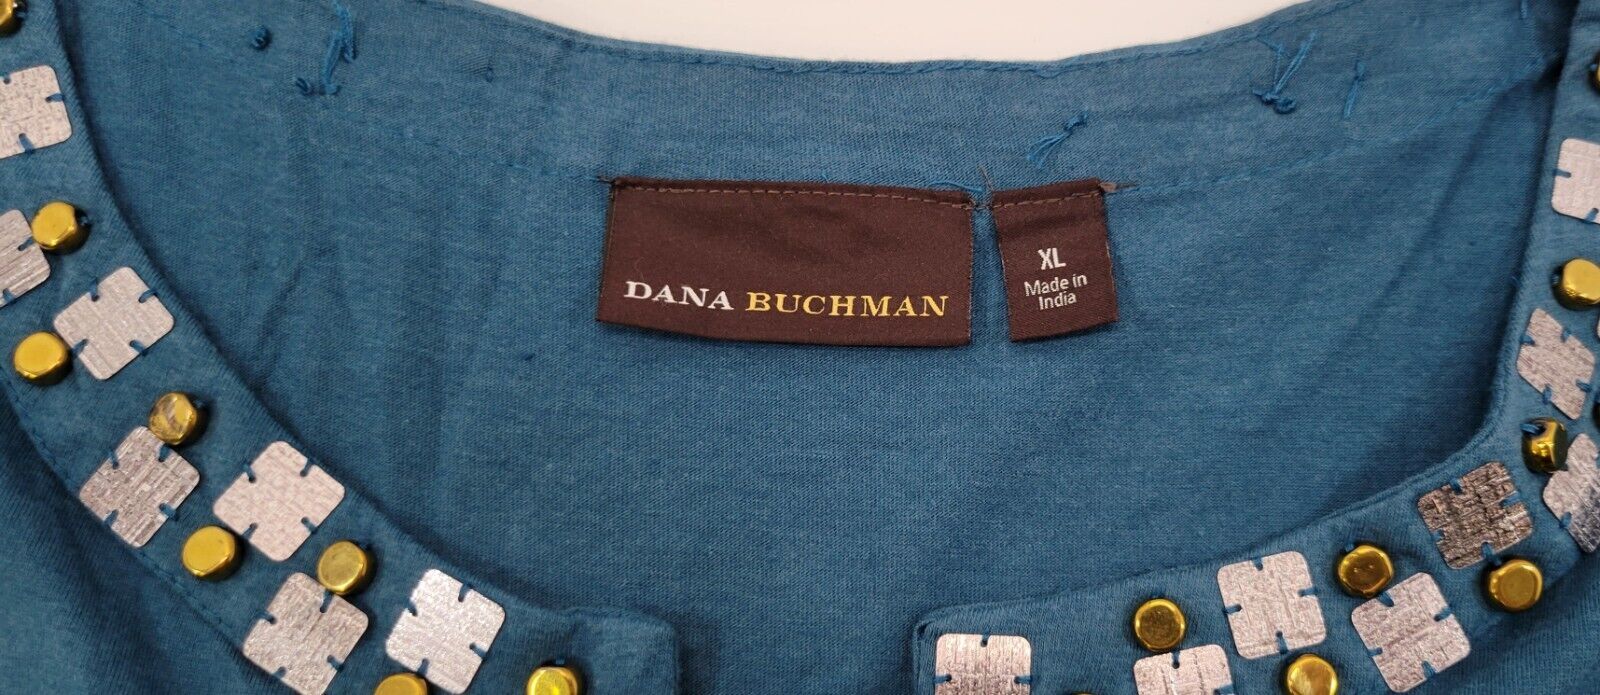 DANA BUCHMAN
XL
Made in
India